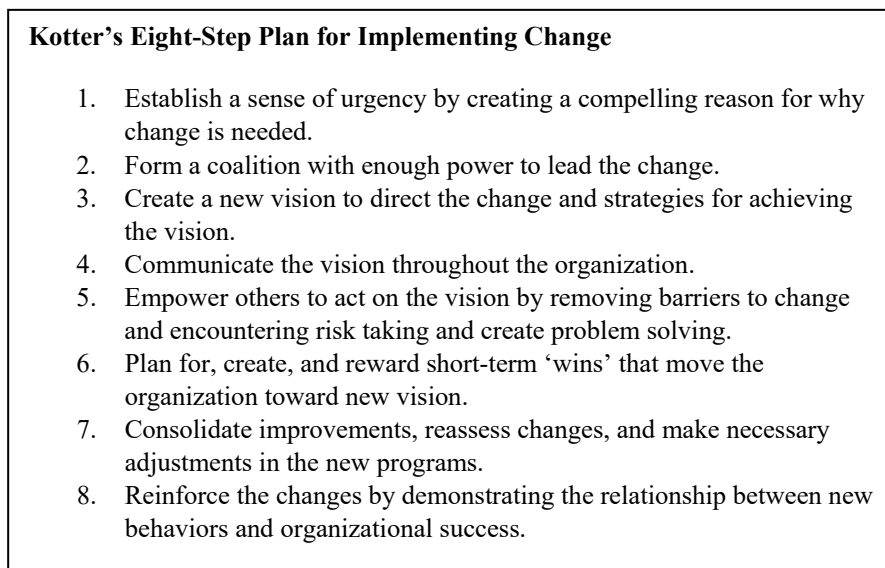 Kotter’s Eight-Step Plan for Implementing Change
1. Establish a sense of urgency by creating a compelling reason for why
change is needed.
2. Form a coalition with enough power to lead the change.
3. Create a new vision to direct the change and strategies for achieving
the vision.
4. Communicate the vision throughout the organization.
5. Empower others to act on the vision by removing barriers to change
and encountering risk taking and create problem solving.
6. Plan for, create, and reward short-term ‘wins’ that move the
organization toward new vision.
7. Consolidate improvements, reassess changes, and make necessary
adjustments in the new programs.
8. Reinforce the changes by demonstrating the relationship between new
behaviors and organizational success.